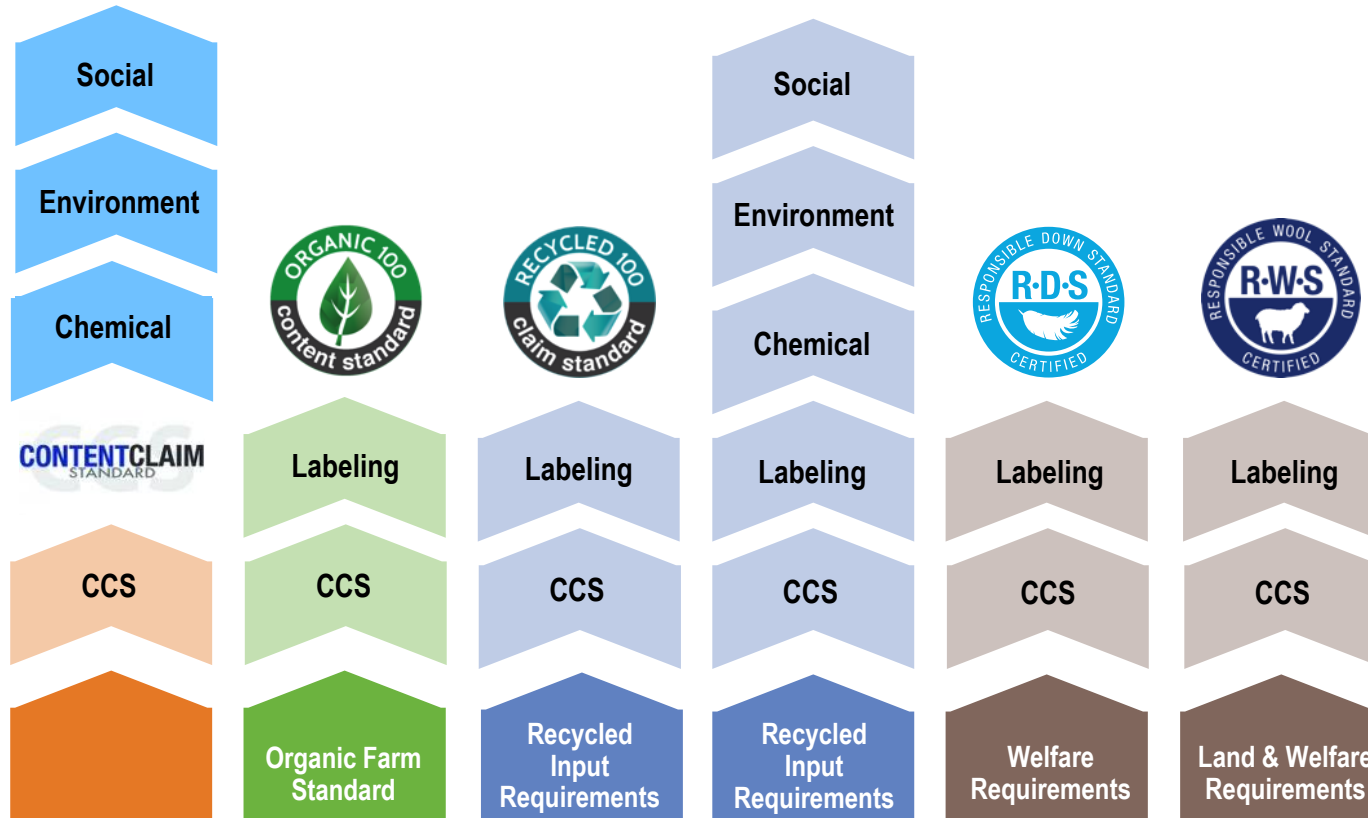 Social
Environment
Chemical
CCS
CONTENTCLAIM
STANDARD
CCS
ORGANIC 100
content standard
Labeling
CCS
Organic Farm
Standard
RECYCLED 100
claim standard
Labeling
CCS
Recycled
Input
Requirements
Social
Environment
Chemical
Labeling
CCS
Recycled
Input
Requirements
RESPONSIBLE DOWN STANDARD
R·D·S
CERTIFIED
Labeling
CCS
Welfare
Requirements
RESPONSIBLE WOOL STANDARD
R·W·S
CERTIFIED
Labeling
CCS
Land & Welfare
Requirements